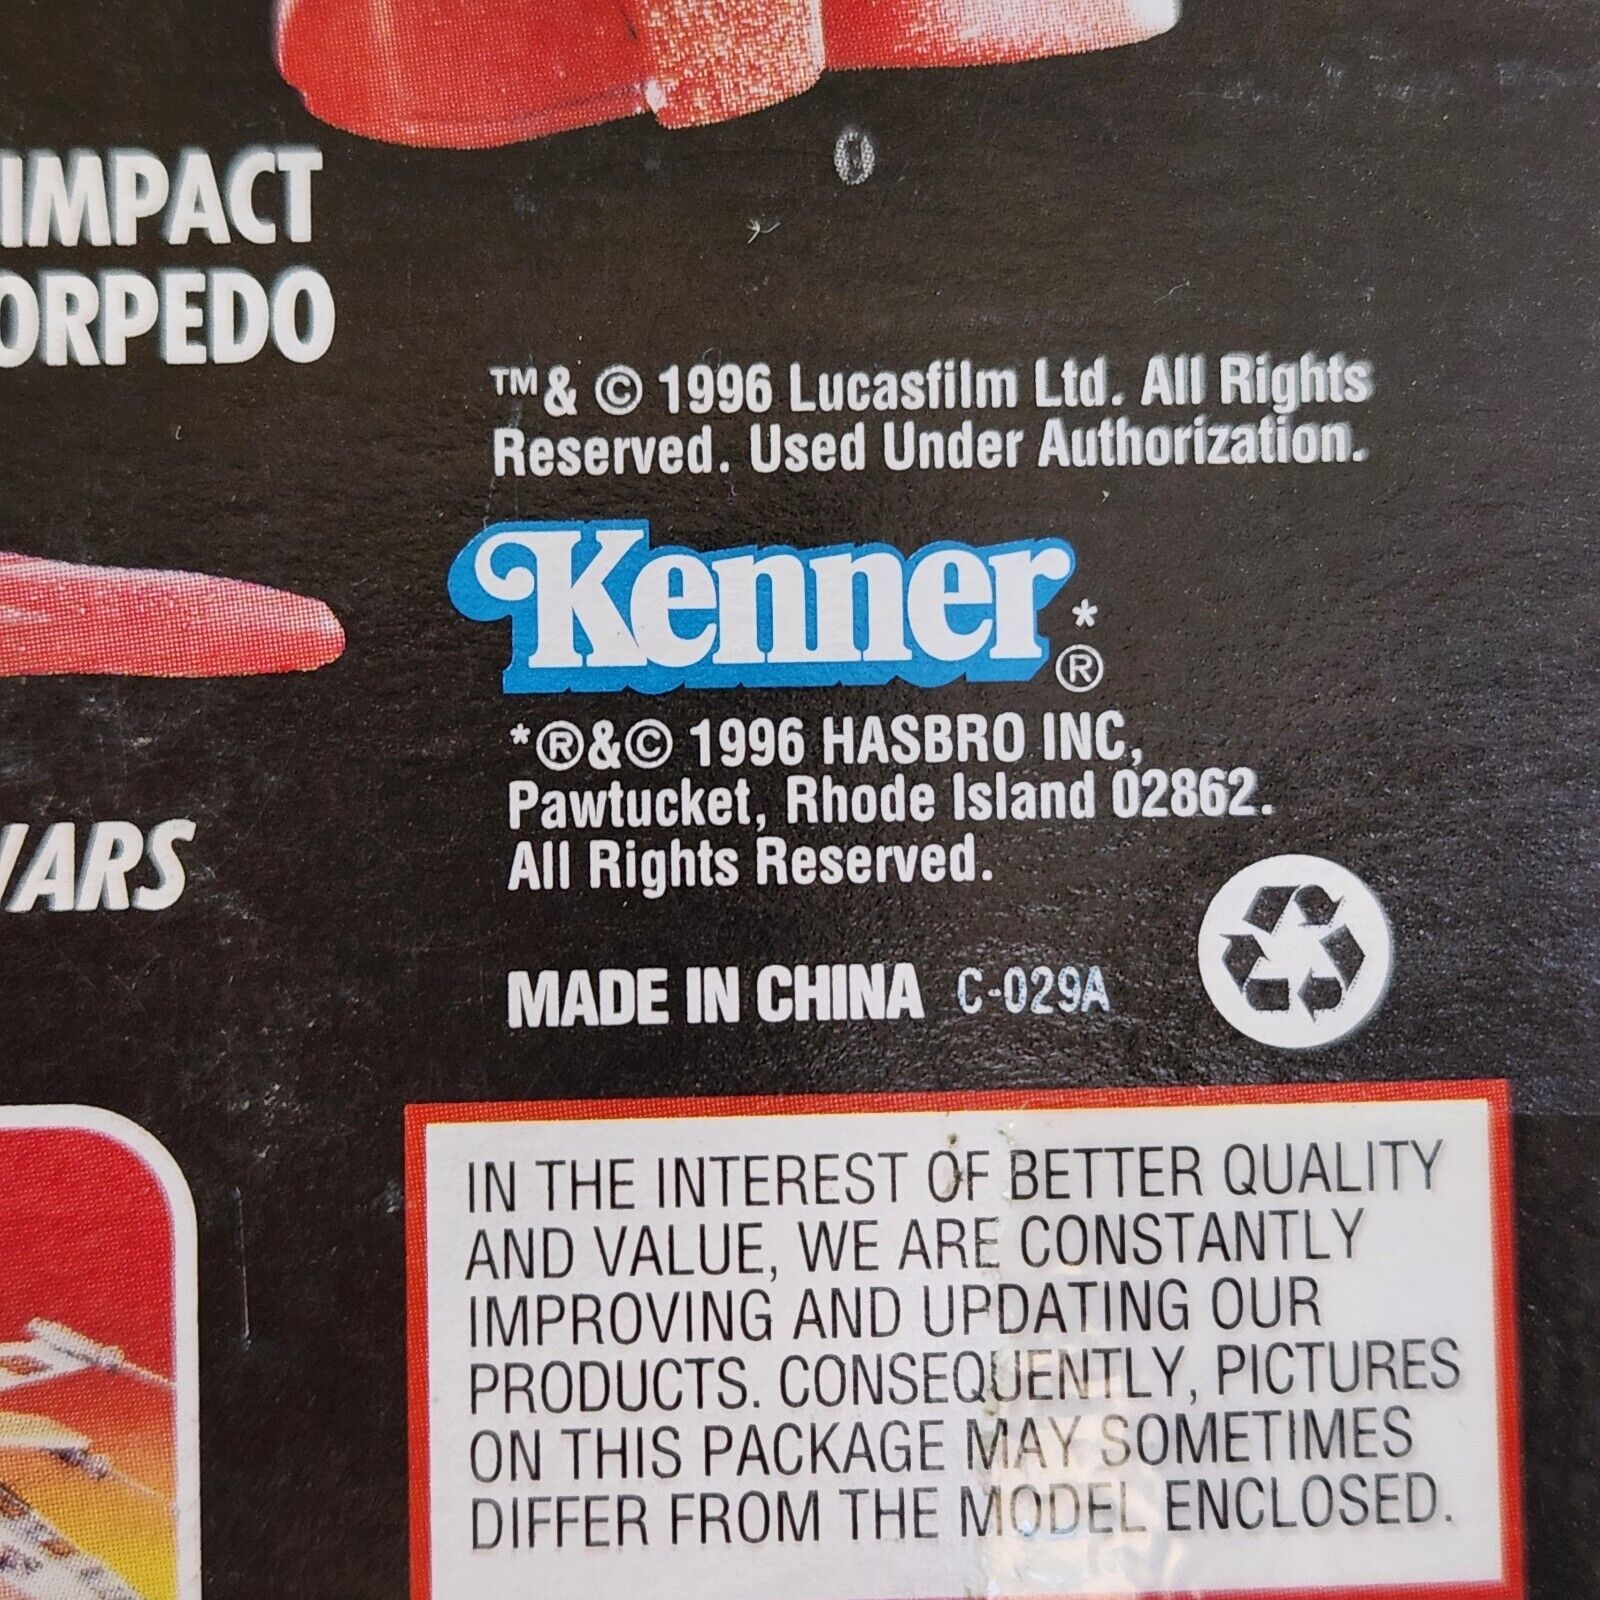 IMPACT
ORPEDO
0
™& © 1996 Lucasfilm Ltd. All Rights
Reserved. Used Under Authorization.
Kenner*®
*®&© 1996 HASBRO INC,
Pawtucket, Rhode Island 02862.
All Rights Reserved.
ARS
MADE IN CHINA C-029A
IN THE INTEREST OF BETTER QUALITY
AND VALUE, WE ARE CONSTANTLY
IMPROVING AND UPDATING OUR
PRODUCTS. CONSEQUENTLY, PICTURES
ON THIS PACKAGE MAY SOMETIMES
DIFFER FROM THE MODEL ENCLOSED.